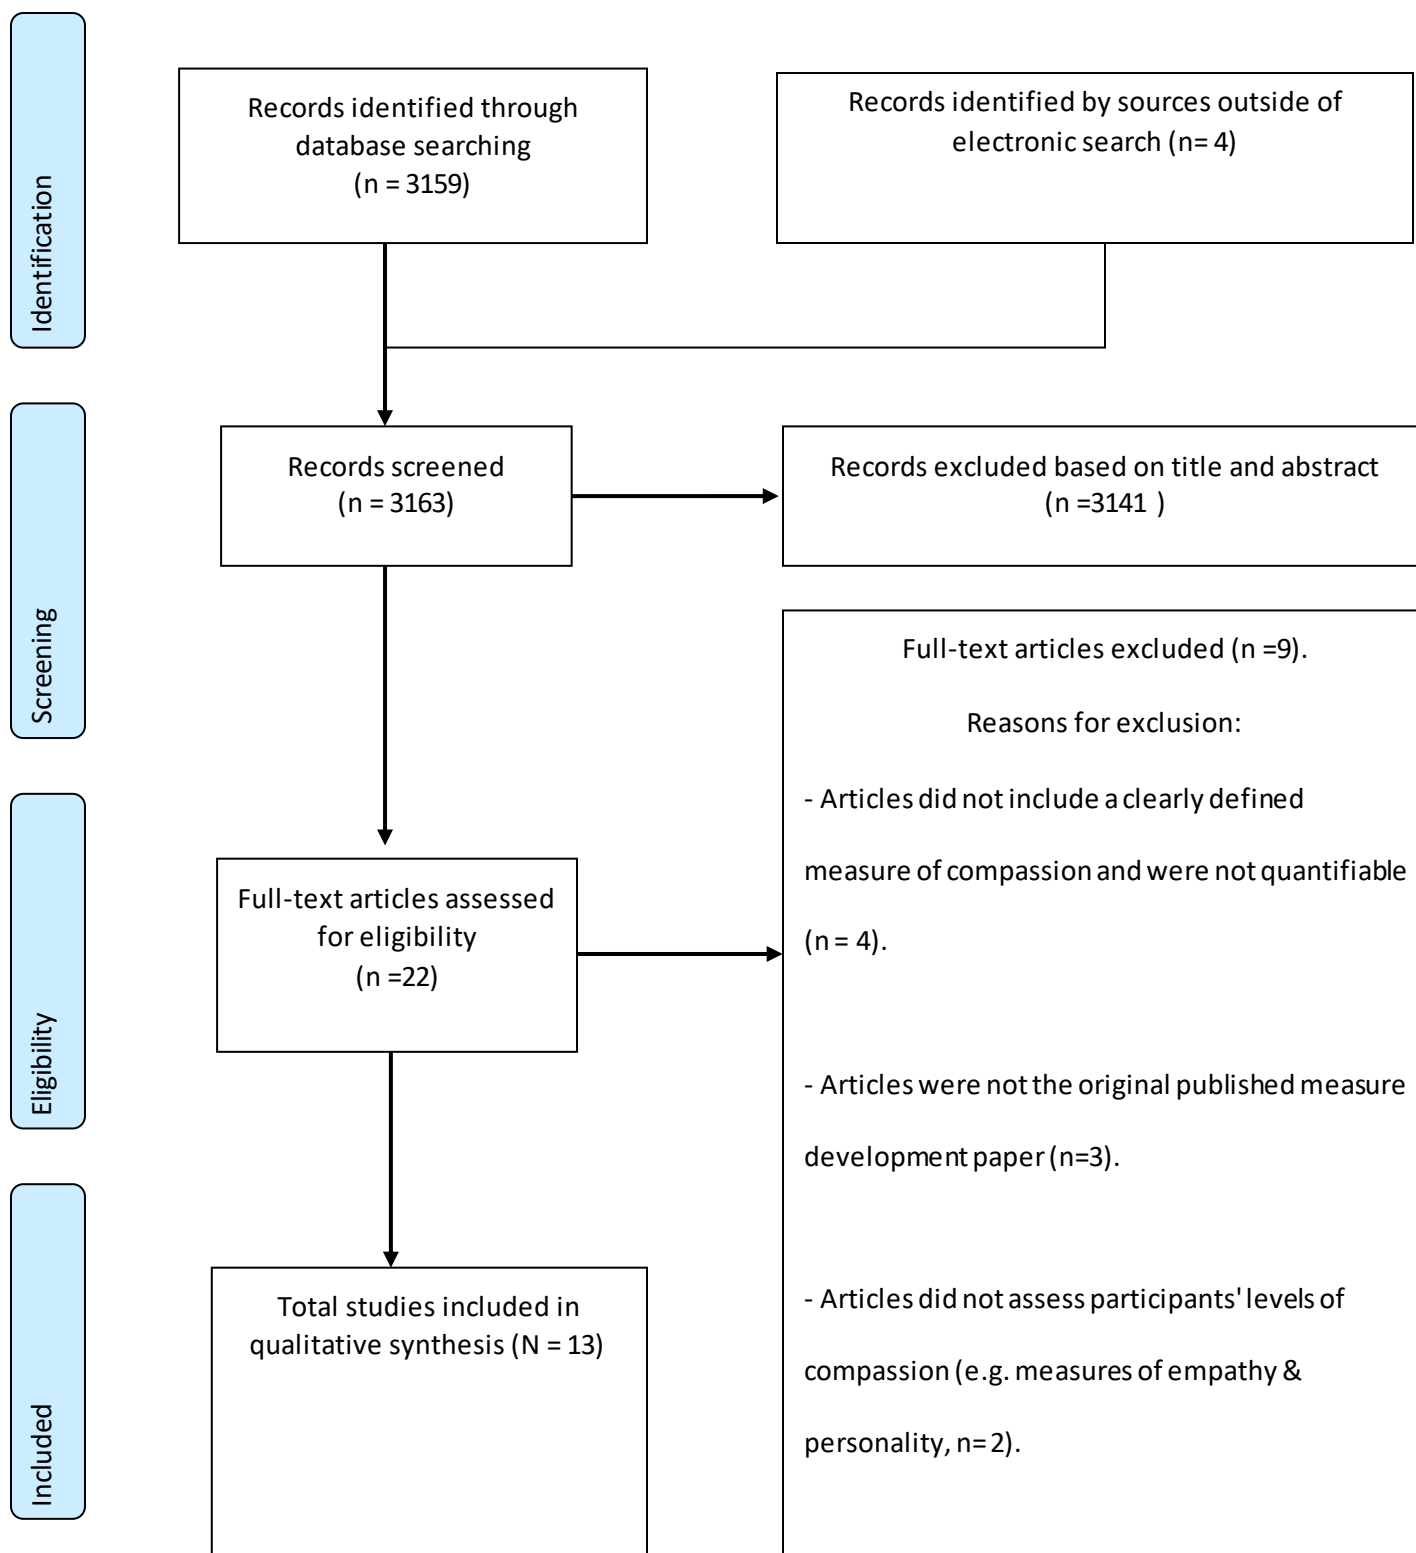 Identification
Records identified through
database searching
(n = 3159)
Records identified by sources outside of
electronic search (n= 4)
Screening
Records screened
(n = 3163)
Records excluded based on title and abstract
(n =3141 )
Eligibility
Full-text articles assessed
for eligibility
(n =22)
Full-text articles excluded (n =9).
Reasons for exclusion:
- Articles did not include a clearly defined
measure of compassion and were not quantifiable
(n = 4).
- Articles were not the original published measure
development paper (n=3).
- Articles did not assess participants' levels of
compassion (e.g. measures of empathy &
personality, n= 2).
Included
Total studies included in
qualitative synthesis (N = 13)